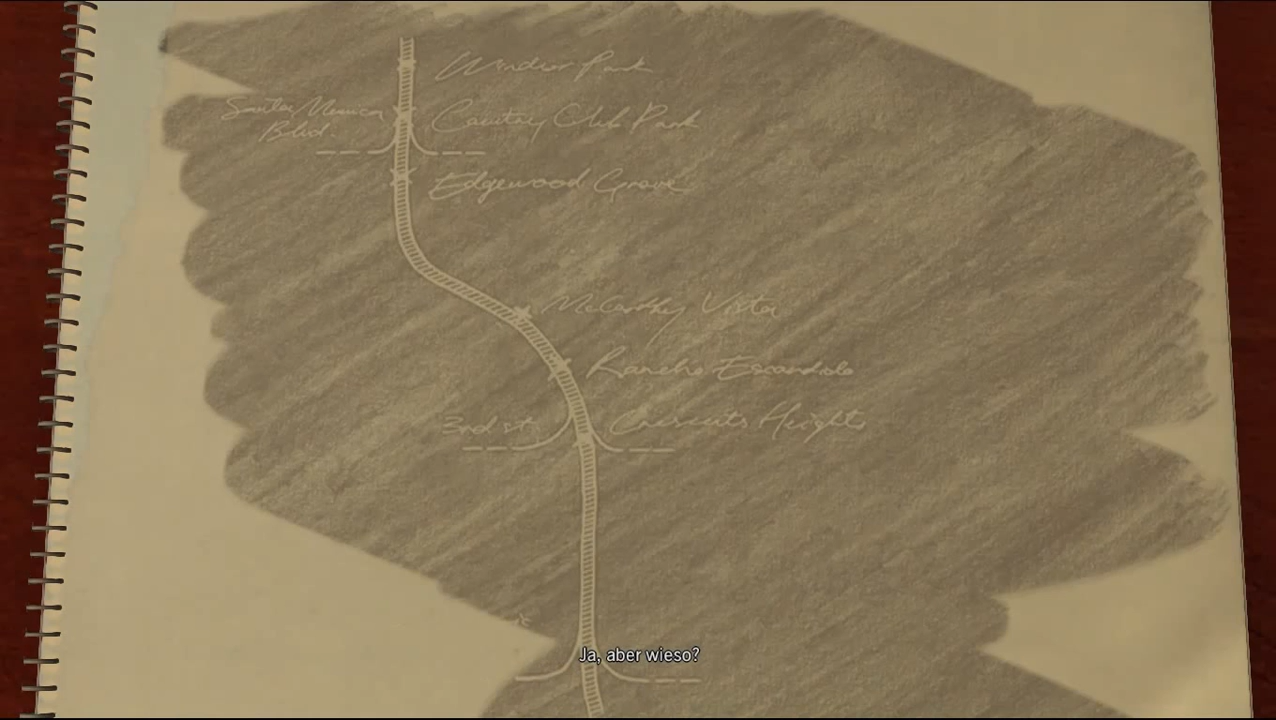 Windsor Park
Santa Monica
Blvd.
Country Club Park
Edgewood Grove
McCarthy Vista
Rancho Escondido
3rd st
Crescents Heights
Ja, aber wieso?